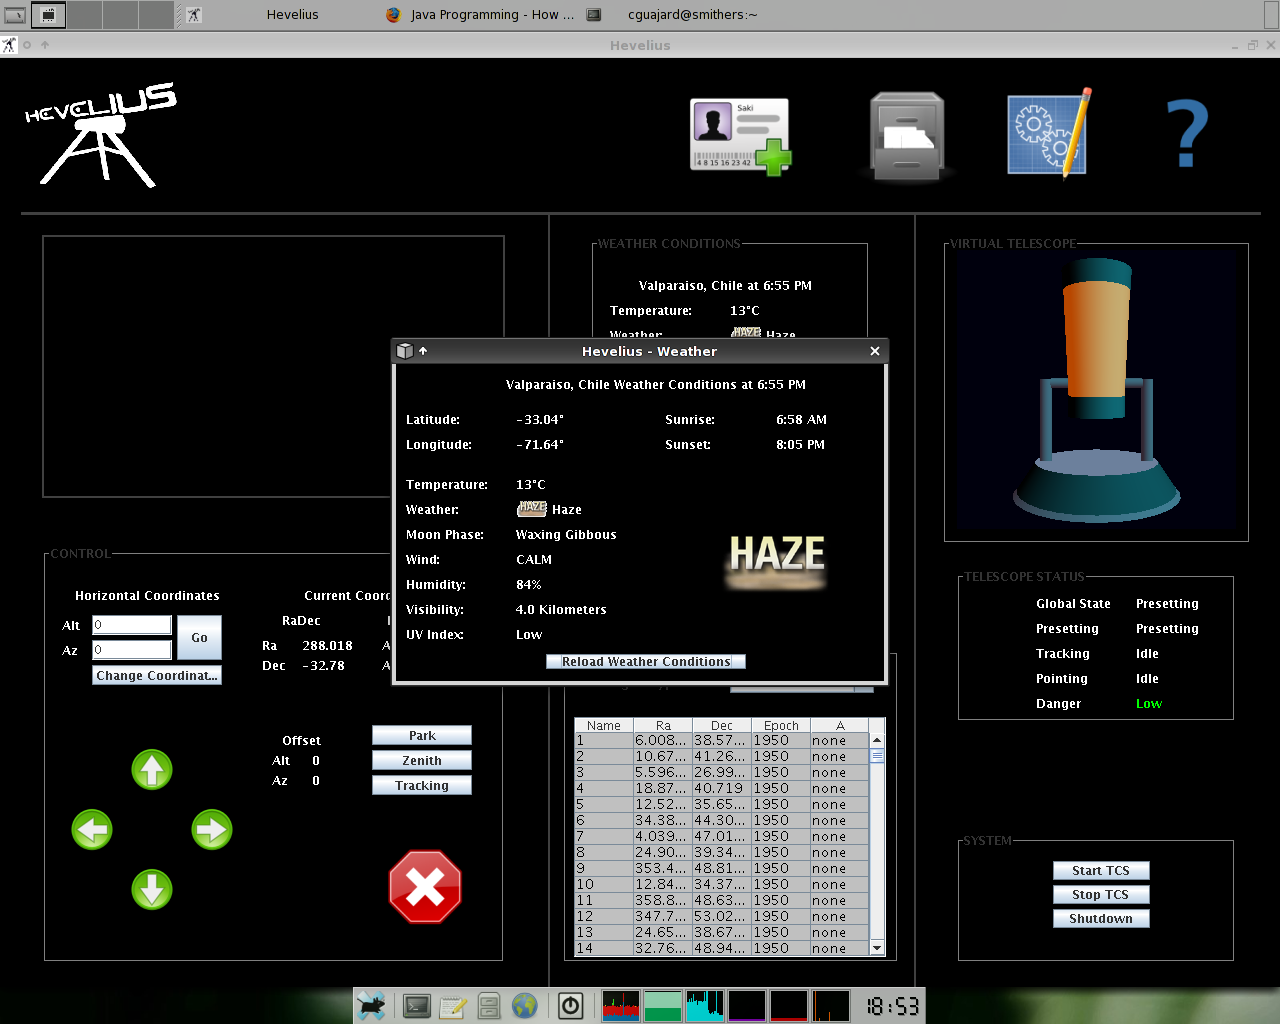 Hevelius
Java Programming - How ...
cguajard@smithers:~
Hevelius
HEVELIUS
Saki
4 8 15 16 23 42
?
WEATHER CONDITIONS
Valparaiso, Chile at 6:55 PM
Temperature: 13°C
Weather: HAZE Haze
VIRTUAL TELESCOPE
Hevelius - Weather
Valparaiso, Chile Weather Conditions at 6:55 PM
Latitude: -33.04° Sunrise: 6:58 AM
Longitude: -71.64° Sunset: 8:05 PM
Temperature: 13°C
Weather: HAZE Haze
Moon Phase: Waxing Gibbous
Wind: CALM
Humidity: 84%
Visibility: 4.0 Kilometers
UV Index: Low
HAZE
Reload Weather Conditions
CONTROL
Horizontal Coordinates
Alt 0
Az 0
Go
Change Coordinat...
Current Coor
RaDec
Ra 288.018 A
Dec -32.78 A
Offset
Alt 0
Az 0
Park
Zenith
Tracking
Name Ra Dec Epoch A
1 6.008... 38.57... 1950 none
2 10.67... 41.26... 1950 none
3 5.596... 26.99... 1950 none
4 18.87... 40.719 1950 none
5 12.52... 35.65... 1950 none
6 34.38... 44.30... 1950 none
7 4.039... 47.01... 1950 none
8 24.90... 39.34... 1950 none
9 353.4... 48.81... 1950 none
10 12.84... 34.37... 1950 none
11 358.8... 48.63... 1950 none
12 347.7... 53.02... 1950 none
13 24.65... 38.67... 1950 none
14 32.76... 48.94... 1950 none
TELESCOPE STATUS
Global State Presetting
Presetting Presetting
Tracking Idle
Pointing Idle
Danger Low
SYSTEM
Start TCS
Stop TCS
Shutdown
18:53